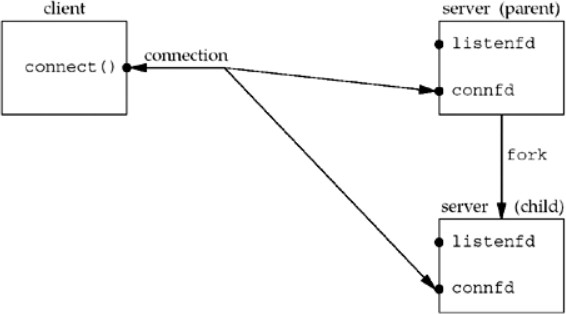 client
connect()
connection
server (parent)
listenfd
connfd
fork
server (child)
listenfd
connfd